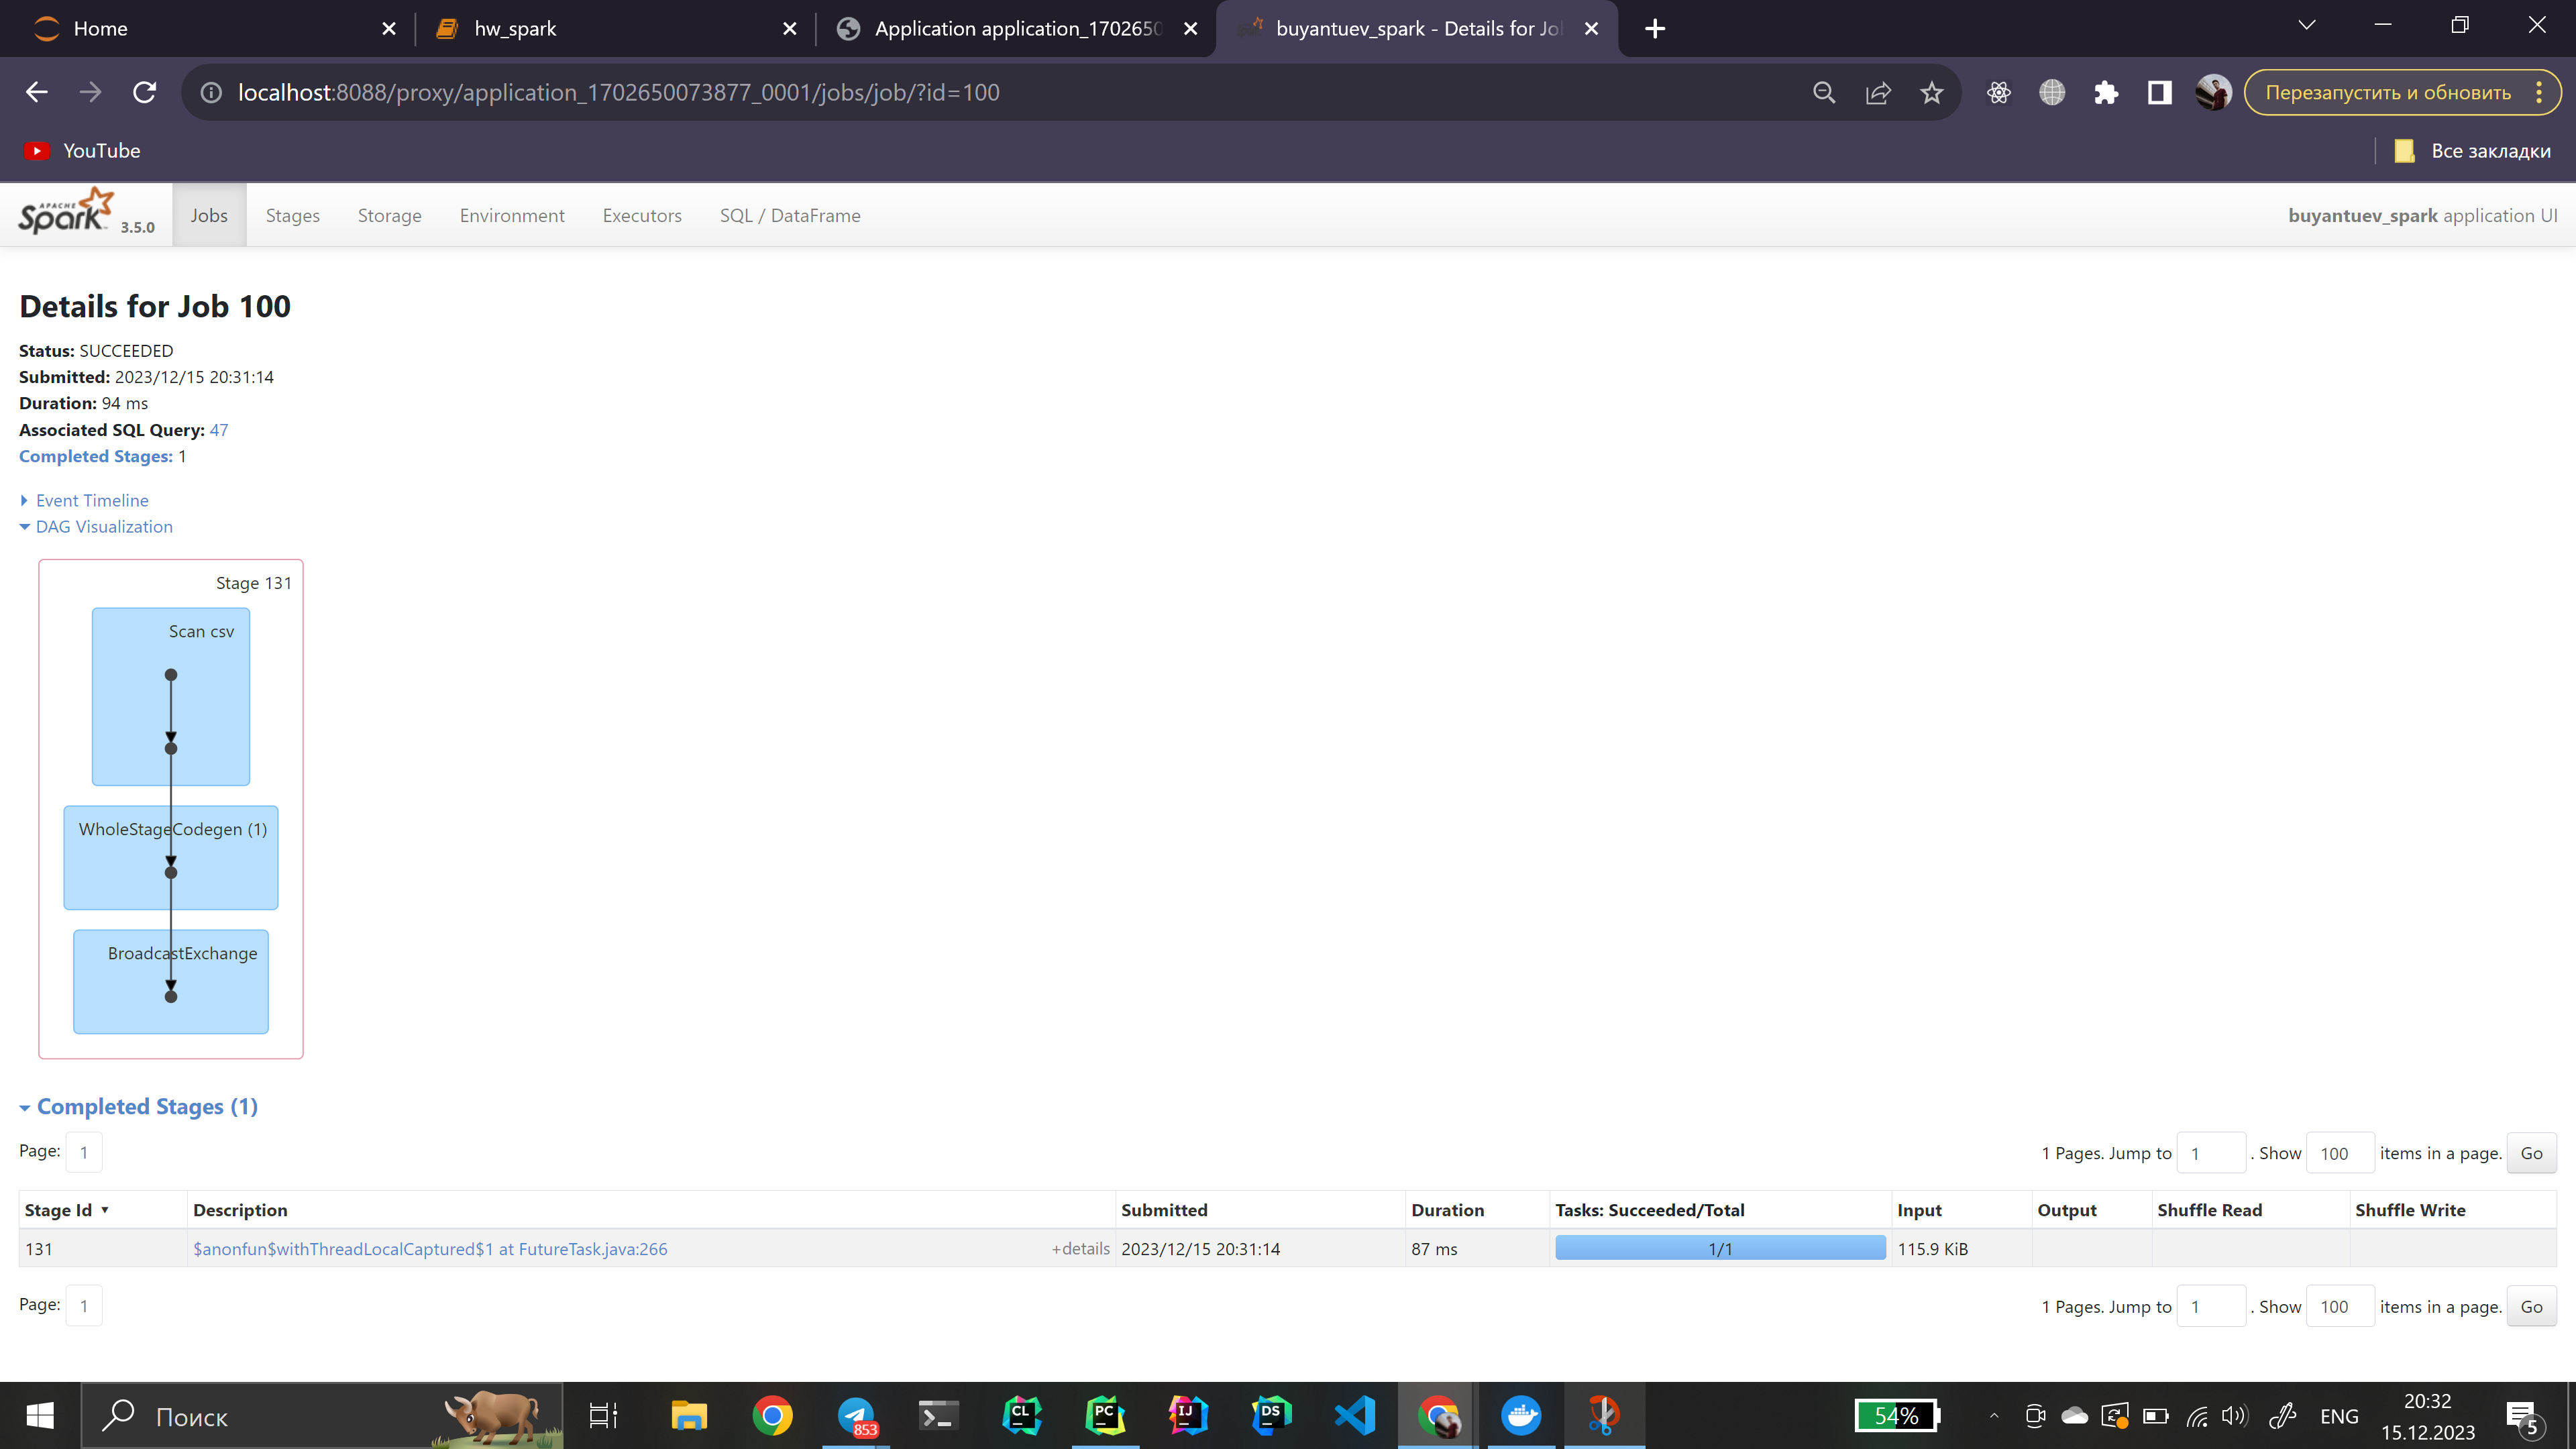 Home
hw_spark
Application application_1702650
buyantuev_spark - Details for Jo
localhost:8088/proxy/application_1702650073877_0001/jobs/job/?id=100
Перезапустить и обновить
YouTube
Все закладки
APACHE Spark 3.5.0
Jobs Stages Storage Environment Executors SQL / DataFrame
buyantuev_spark application UI
Details for Job 100
Status: SUCCEEDED
Submitted: 2023/12/15 20:31:14
Duration: 94 ms
Associated SQL Query: 47
Completed Stages: 1
Event Timeline
DAG Visualization
Stage 131
Scan csv
WholeStageCodegen (1)
BroadcastExchange
Completed Stages (1)
Page: 1
1 Pages. Jump to 1 . Show 100 items in a page. Go
Stage Id ▼ Description Submitted Duration Tasks: Succeeded/Total Input Output Shuffle Read Shuffle Write
131 $anonfun$withThreadLocalCaptured$1 at FutureTask.java:266 +details 2023/12/15 20:31:14 87 ms 1/1 115.9 KiB
Page: 1
1 Pages. Jump to 1 . Show 100 items in a page. Go
Поиск
853
CL
PC
IJ
DS
54%
ENG
20:32
15.12.2023
5